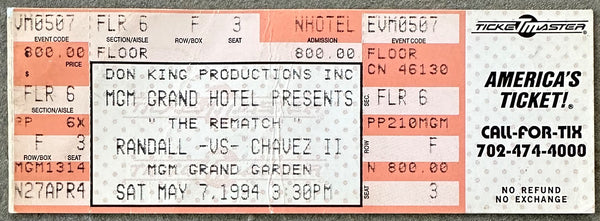 VM0507 FLR 6 F 3 NHOTEL EVM0507
EVENT CODE SECTION/AISLE ROW/BOX SEAT ADMISSION EVENT CODE
800.00 FLOOR 800.00 FLOOR
PRICE CN 46130
DON KING PRODUCTIONS INC
FLR 6 MGM GRAND HOTEL PRESENTS SEC. FLR 6
SECTION/AISLE
PP 6X "THE REMATCH" PP210MGM
F 3 RANDALL -VS- CHAVEZ II F
ROW/BOX SEAT ROW/BOX
MGM1314 MGM GRAND GARDEN N 800.00
N27APR4 SAT MAY 7,1994 3:30PM SEAT 3
TICKETMASTER
AMERICA'S
TICKET!®
CALL-FOR-TIX
702-474-4000
NO REFUND
NO EXCHANGE